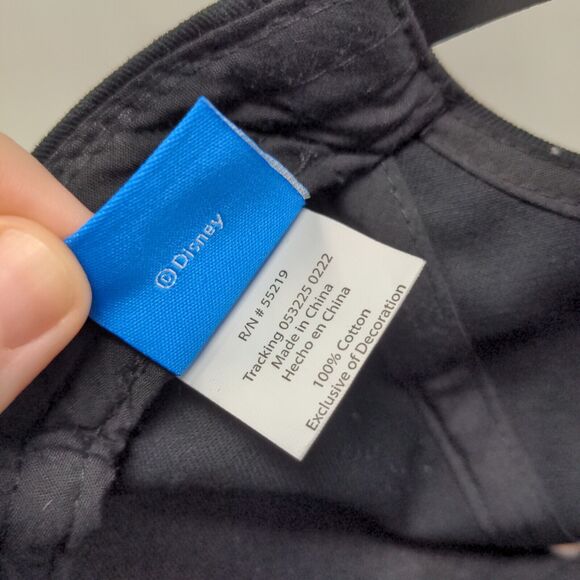 © Disney
R/N # 55219
Tracking 053225 0222
Made in China
Hecho en China
100% Cotton
Exclusive of Decoration